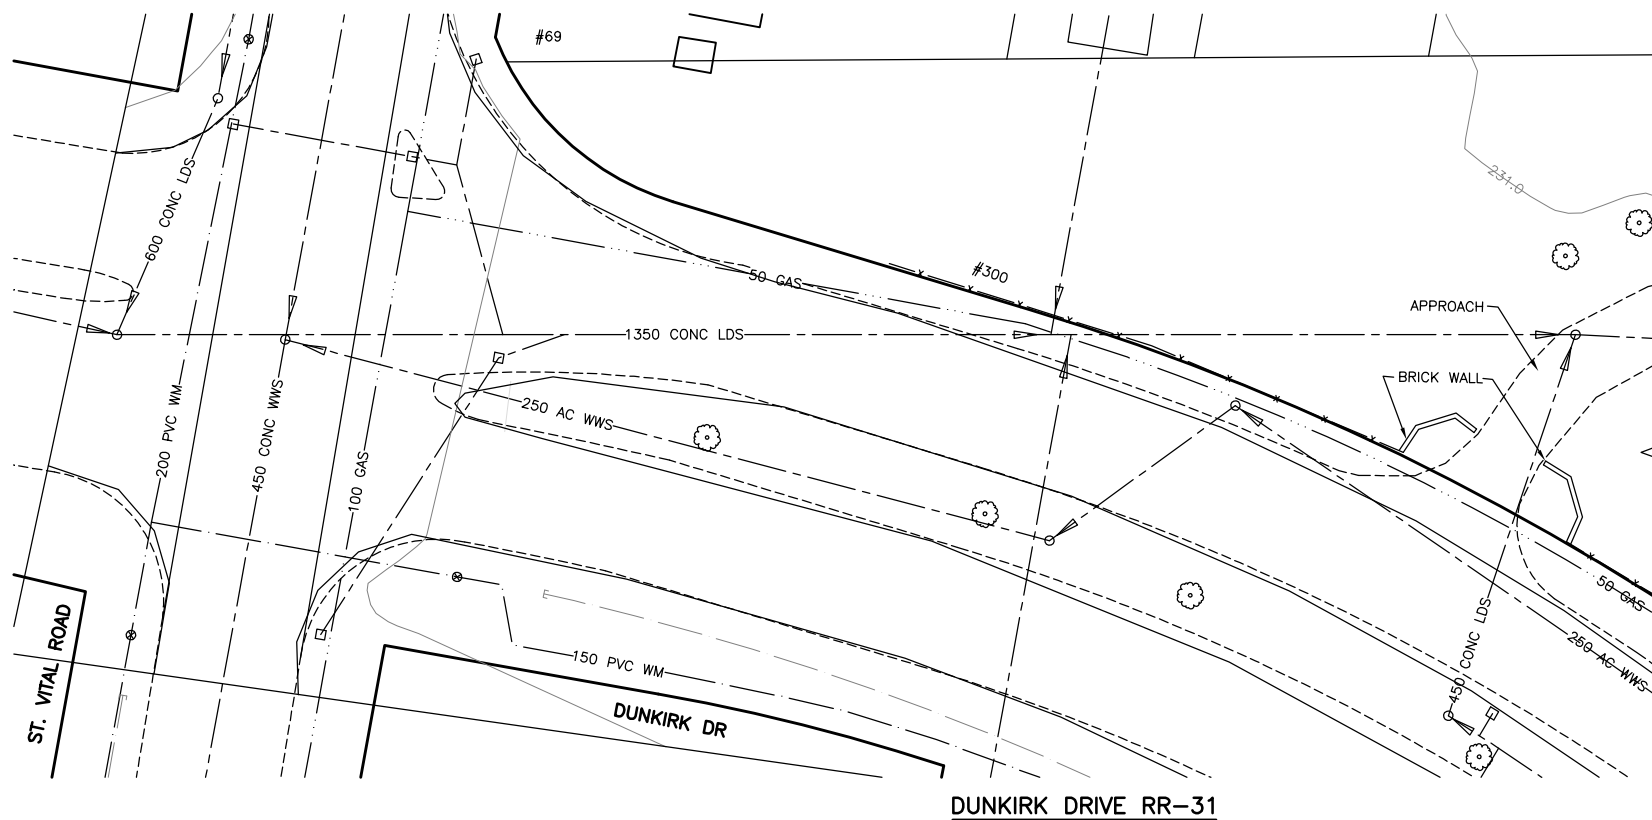 #69
600 CONC LDS
231.0
50 GAS
#300
APPROACH
1350 CONC LDS
BRICK WALL
250 AC WWS
200 PVC WM
450 CONC WWS
100 GAS
50 GAS
450 CONC LDS
250 AC WWS
ST. VITAL ROAD
150 PVC WM
DUNKIRK DR
DUNKIRK DRIVE RR-31